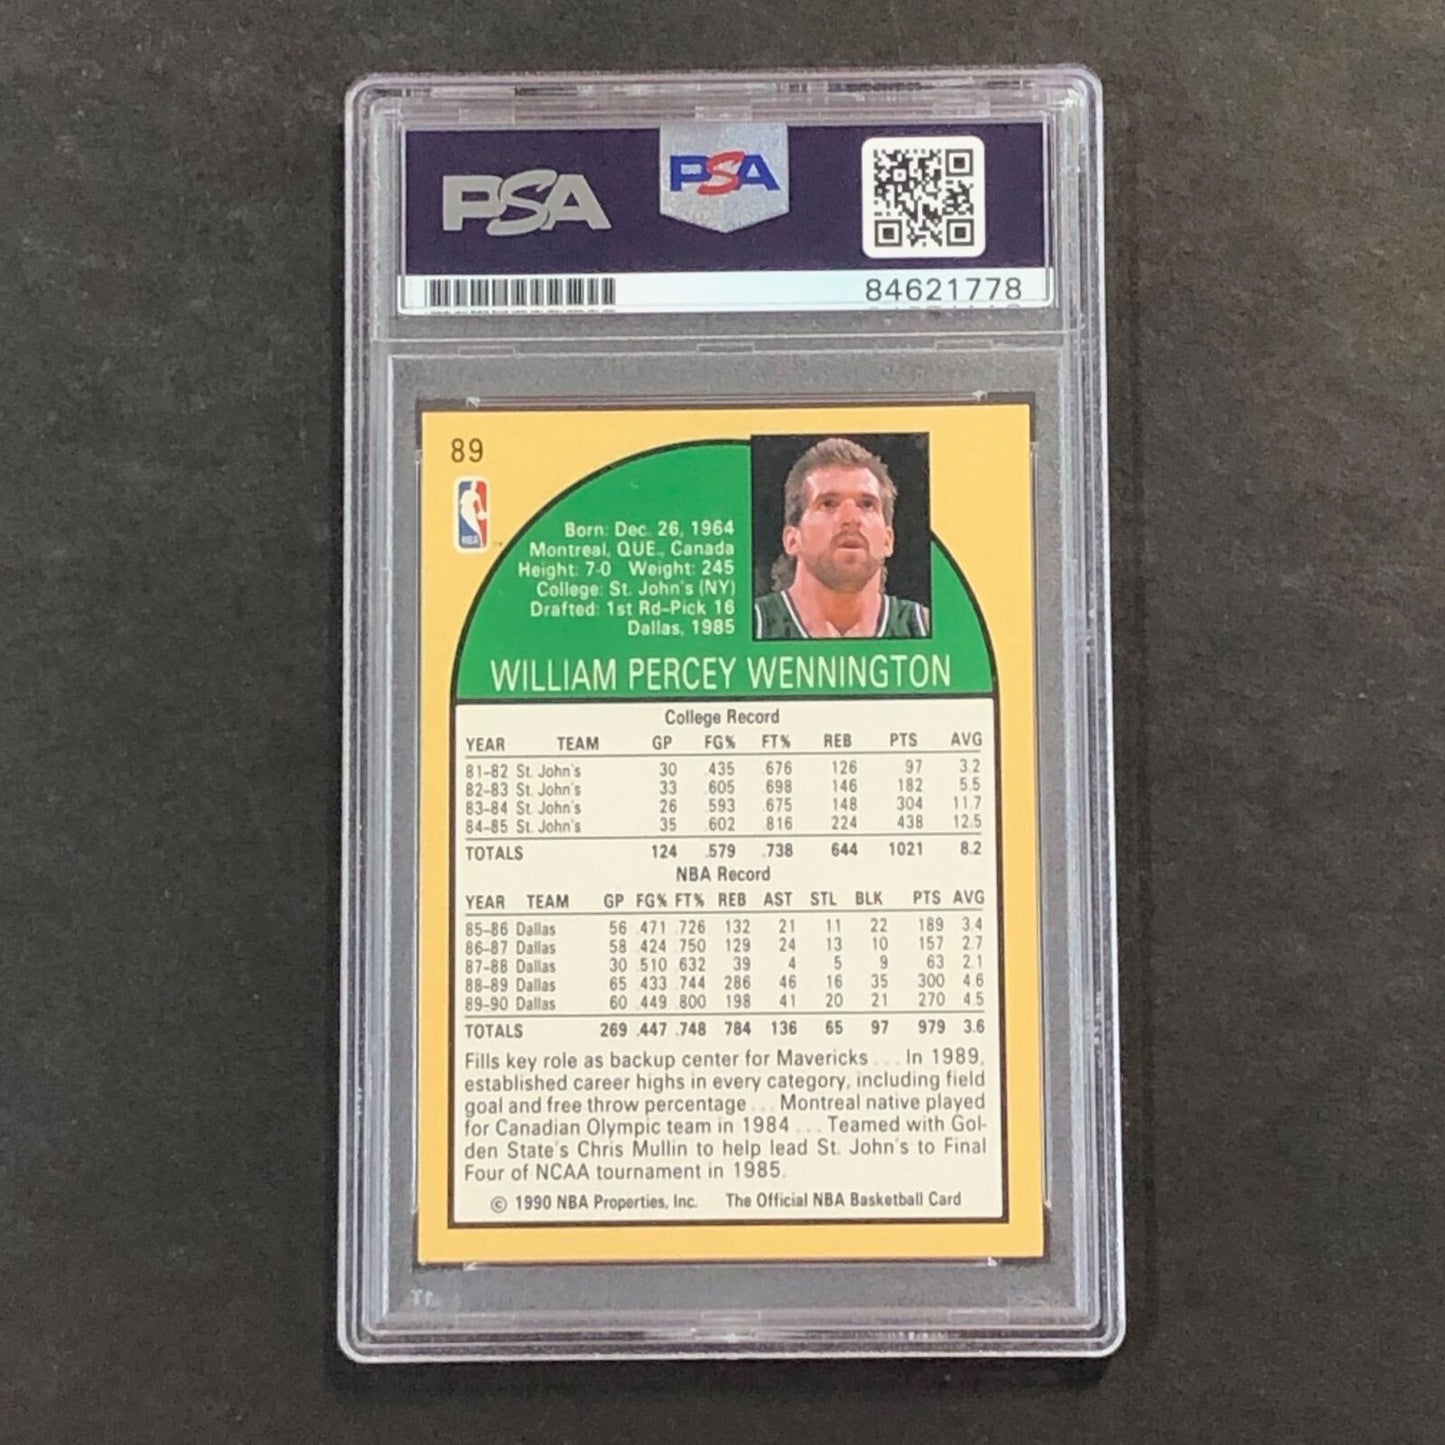 PSA
PSA
84621778
89
Born: Dec. 26, 1964
Montreal, QUE., Canada
Height: 7-0 Weight: 245
College: St. John's (NY)
Drafted: 1st Rd-Pick 16
Dallas, 1985
WILLIAM PERCEY WENNINGTON
College Record
YEAR TEAM GP FG% FT% REB PTS AVG
81-82 St. John's 30 .435 .676 126 97 3.2
82-83 St. John's 33 .605 .698 146 182 5.5
83-84 St. John's 26 .593 .675 148 304 11.7
84-85 St. John's 35 .602 .816 224 438 12.5
TOTALS 124 .579 .738 644 1021 8.2
NBA Record
YEAR TEAM GP FG% FT% REB AST STL BLK PTS AVG
85-86 Dallas 56 .471 .726 132 21 11 22 189 3.4
86-87 Dallas 58 .424 .750 129 24 13 10 157 2.7
87-88 Dallas 30 .510 .632 39 4 5 9 63 2.1
88-89 Dallas 65 .433 .744 286 46 16 35 300 4.6
89-90 Dallas 60 .449 .800 198 41 20 21 270 4.5
TOTALS 269 .447 .748 784 136 65 97 979 3.6
Fills key role as backup center for Mavericks . . . In 1989,
established career highs in every category, including field
goal and free throw percentage . . . Montreal native played
for Canadian Olympic team in 1984 . . . Teamed with Gol-
den State's Chris Mullin to help lead St. John's to Final
Four of NCAA tournament in 1985.
© 1990 NBA Properties, Inc. The Official NBA Basketball Card